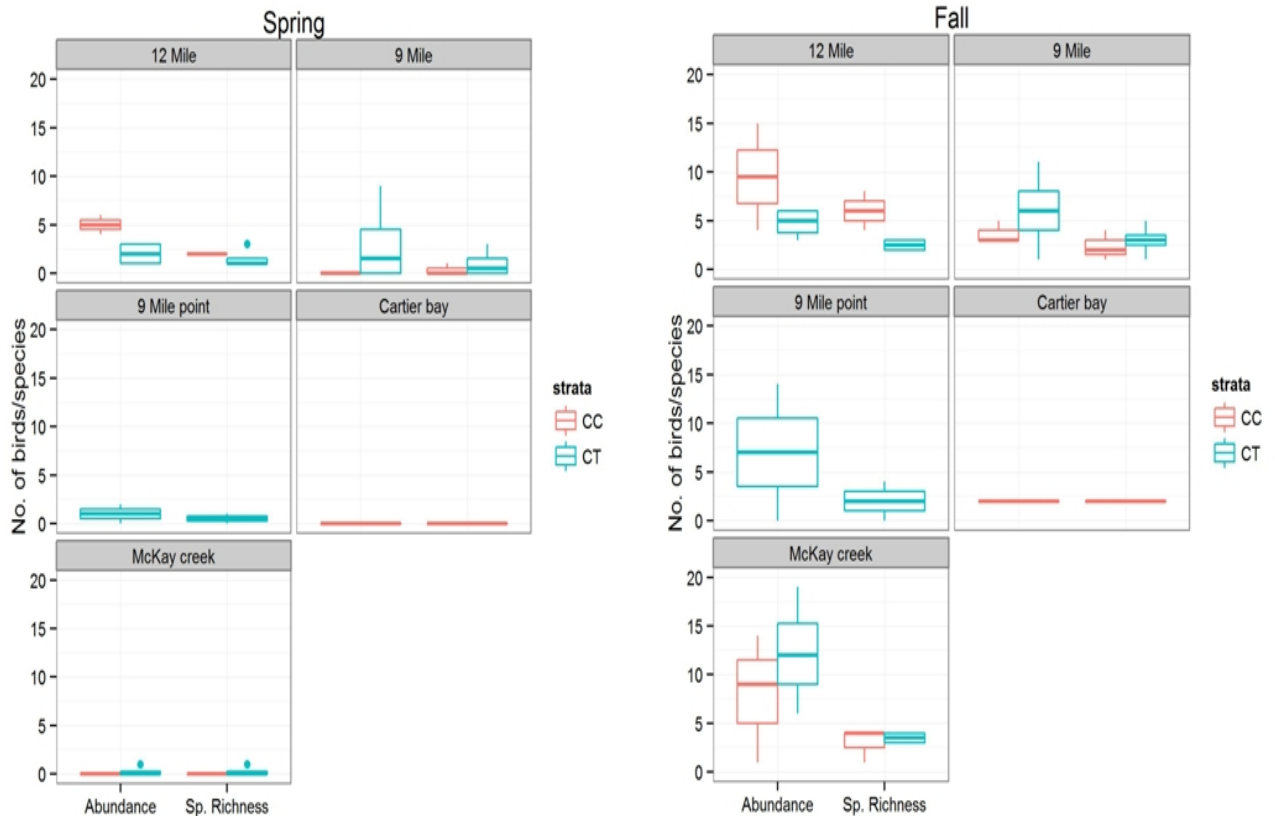 Spring
12 Mile
9 Mile
20
15
10
5
0
9 Mile point
Cartier bay
20
15
10
5
0
McKay creek
20
15
10
5
0
No. of birds/species
Abundance
Sp. Richness
strata
CC
CT
Fall
12 Mile
9 Mile
20
15
10
5
0
9 Mile point
Cartier bay
20
15
10
5
0
McKay creek
20
15
10
5
0
No. of birds/species
Abundance
Sp. Richness
strata
CC
CT